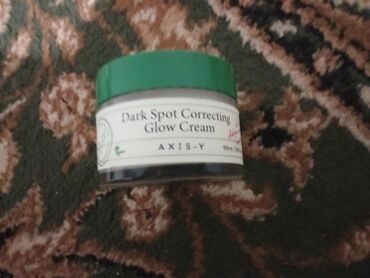 Dark Spot Correcting
Glow Cream
AXIS-Y